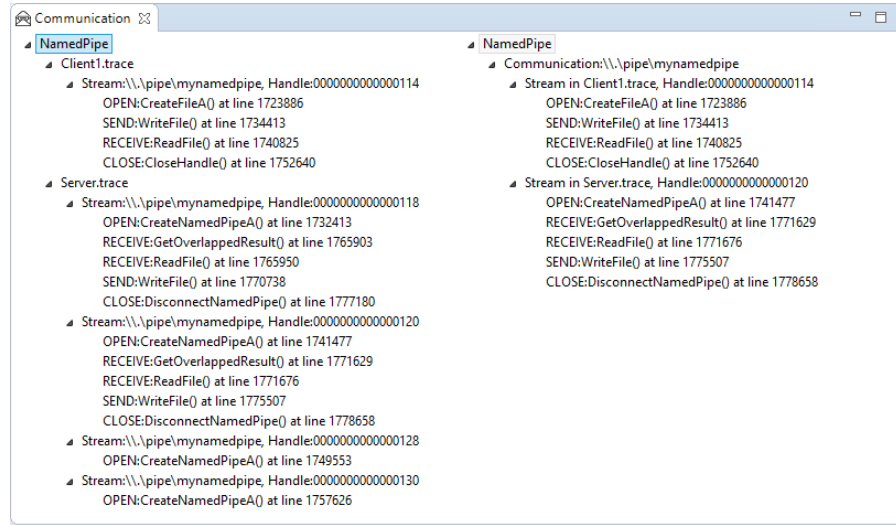 Communication
NamedPipe
Client1.trace
Stream:\\.\pipe\mynamedpipe, Handle:0000000000000114
OPEN:CreateFileA() at line 1723886
SEND:WriteFile() at line 1734413
RECEIVE:ReadFile() at line 1740825
CLOSE:CloseHandle() at line 1752640
Server.trace
Stream:\\.\pipe\mynamedpipe, Handle:0000000000000118
OPEN:CreateNamedPipeA() at line 1732413
RECEIVE:GetOverlappedResult() at line 1765903
RECEIVE:ReadFile() at line 1765950
SEND:WriteFile() at line 1770738
CLOSE:DisconnectNamedPipe() at line 1777180
Stream:\\.\pipe\mynamedpipe, Handle:0000000000000120
OPEN:CreateNamedPipeA() at line 1741477
RECEIVE:GetOverlappedResult() at line 1771629
RECEIVE:ReadFile() at line 1771676
SEND:WriteFile() at line 1775507
CLOSE:DisconnectNamedPipe() at line 1778658
Stream:\\.\pipe\mynamedpipe, Handle:0000000000000128
OPEN:CreateNamedPipeA() at line 1749553
Stream:\\.\pipe\mynamedpipe, Handle:0000000000000130
OPEN:CreateNamedPipeA() at line 1757626
NamedPipe
Communication:\\.\pipe\mynamedpipe
Stream in Client1.trace, Handle:0000000000000114
OPEN:CreateFileA() at line 1723886
SEND:WriteFile() at line 1734413
RECEIVE:ReadFile() at line 1740825
CLOSE:CloseHandle() at line 1752640
Stream in Server.trace, Handle:0000000000000120
OPEN:CreateNamedPipeA() at line 1741477
RECEIVE:GetOverlappedResult() at line 1771629
RECEIVE:ReadFile() at line 1771676
SEND:WriteFile() at line 1775507
CLOSE:DisconnectNamedPipe() at line 1778658